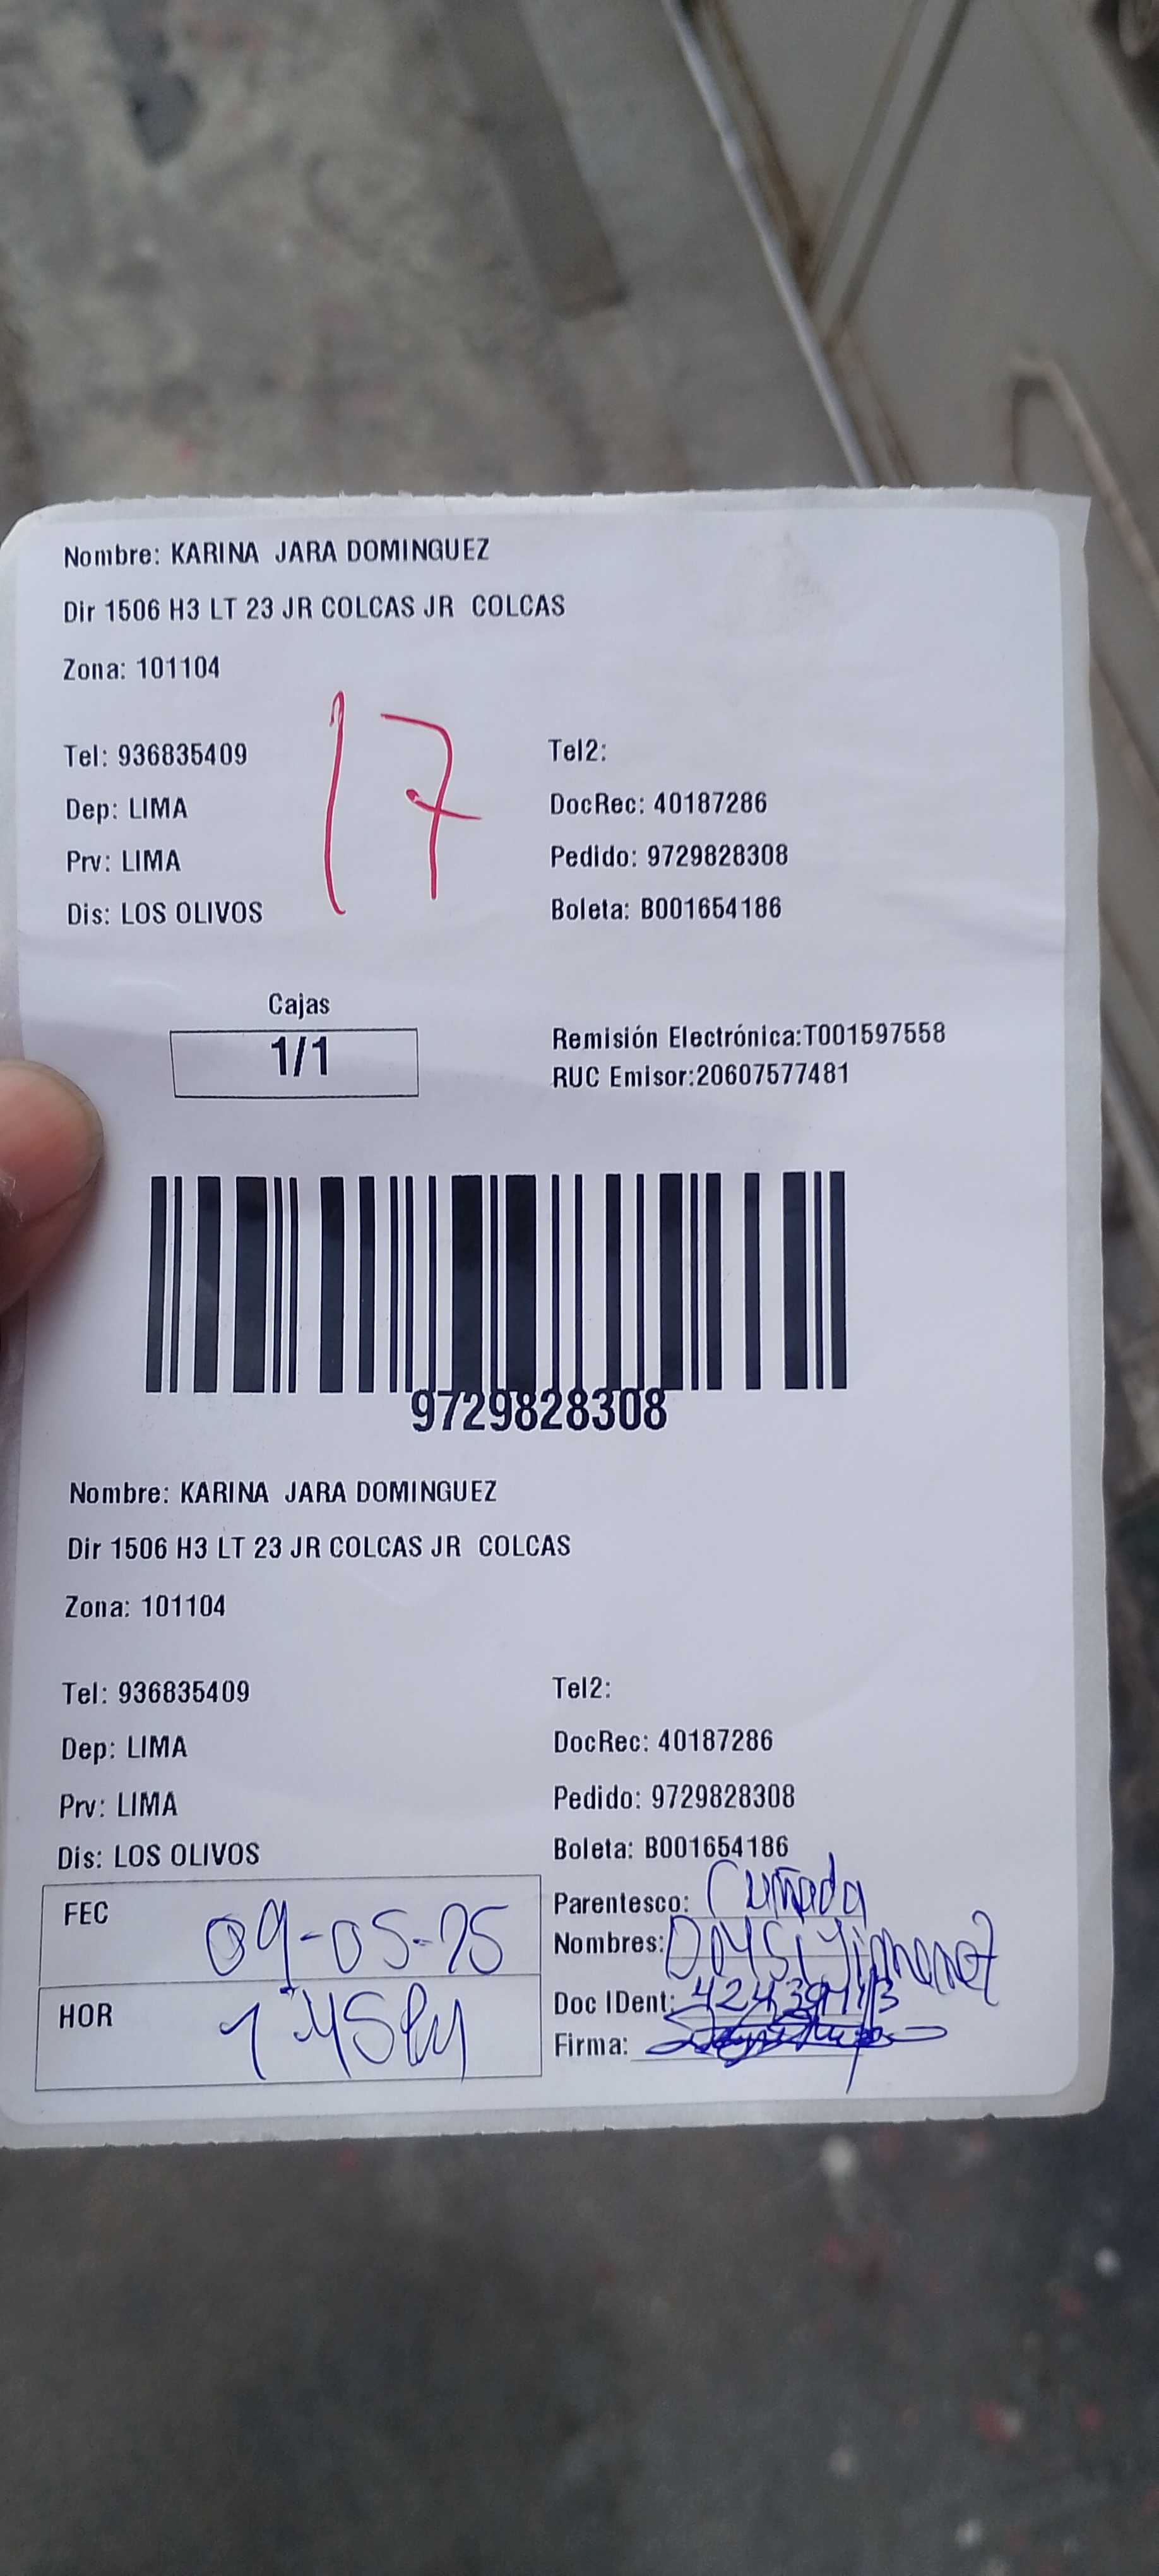 Nombre: KARINA JARA DOMINGUEZ
Dir 1506 H3 LT 23 JR COLCAS JR COLCAS
Zona: 101104
17
Tel: 936835409 Tel2:
Dep: LIMA DocRec: 40187286
Prv: LIMA Pedido: 9729828308
Dis: LOS OLIVOS Boleta: B001654186
Cajas
1/1
Remisión Electrónica:T001597558
RUC Emisor:20607577481
9729828308
Nombre: KARINA JARA DOMINGUEZ
Dir 1506 H3 LT 23 JR COLCAS JR COLCAS
Zona: 101104
Tel: 936835409 Tel2:
Dep: LIMA DocRec: 40187286
Prv: LIMA Pedido: 9729828308
Dis: LOS OLIVOS Boleta: B001654186
FEC 09-05-25
Parentesco: Cuñada
Nombres:
HOR
Doc IDent:
Firma: